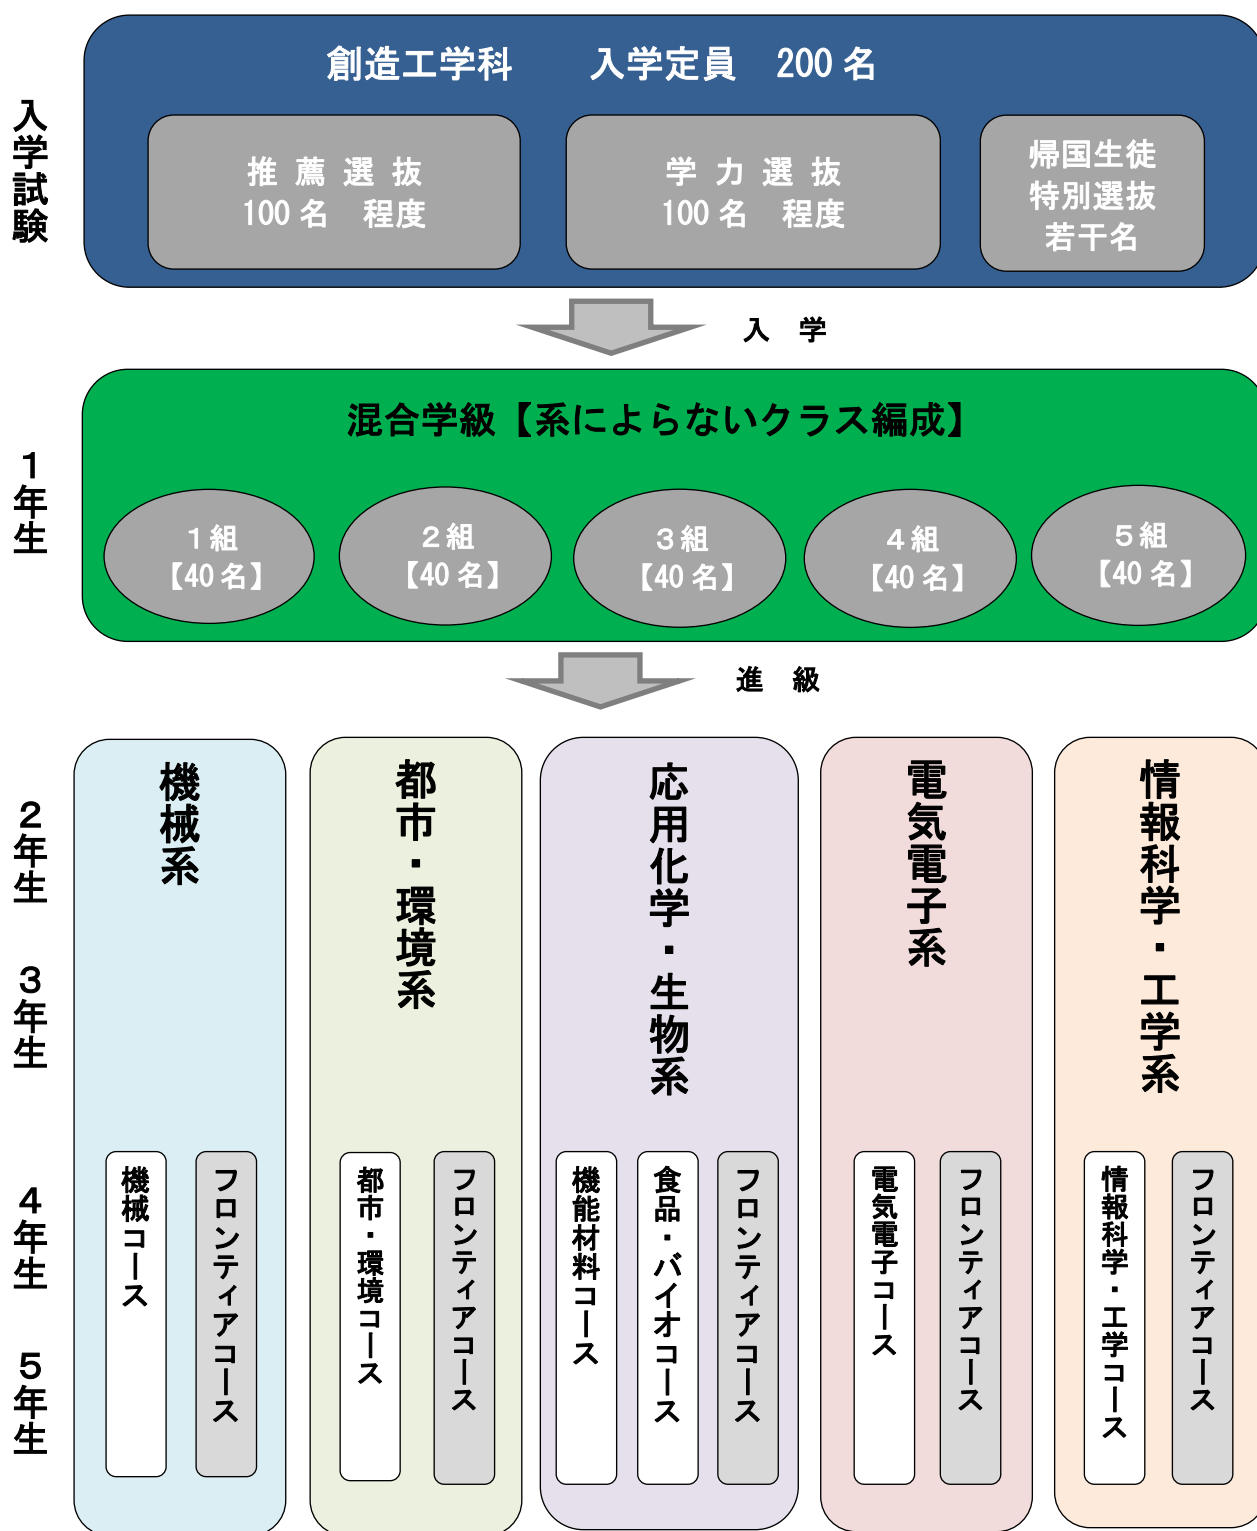 入学試験
創造工学科　入学定員　200名
推薦選抜
100名　程度
学力選抜
100名　程度
帰国生徒
特別選抜
若干名
入学
1年生
混合学級【系によらないクラス編成】
1組
【40名】
2組
【40名】
3組
【40名】
4組
【40名】
5組
【40名】
進級
2年生
3年生
4年生
5年生
機械系
機械コース
フロンティアコース
都市・環境系
都市・環境コース
フロンティアコース
応用化学・生物系
機能材料コース
食品・バイオコース
フロンティアコース
電気電子系
電気電子コース
フロンティアコース
情報科学・工学系
情報科学・工学コース
フロンティアコース